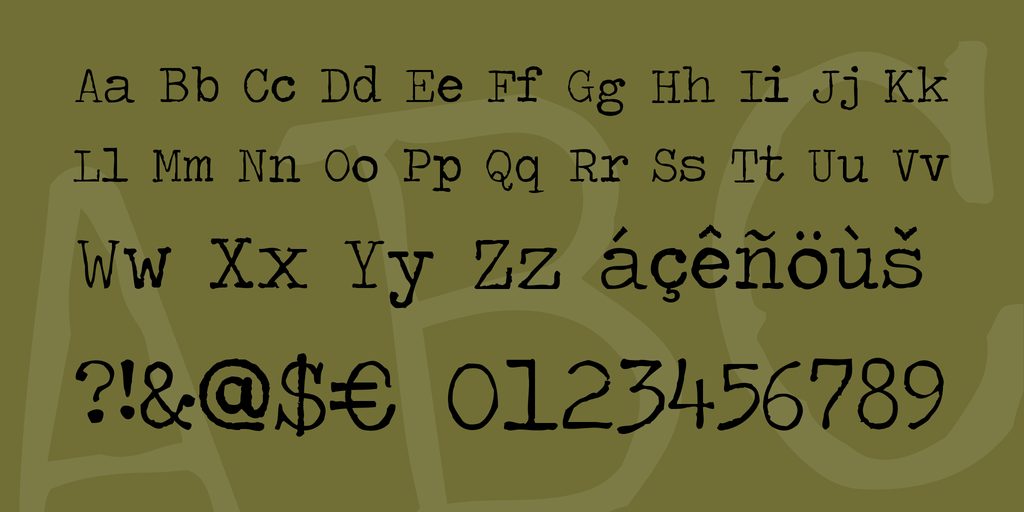 Aa Bb Cc Dd Ee Ff Gg Hh Ii Jj Kk
Ll Mm Nn Oo Pp Qq Rr Ss Tt Uu Vv
Ww Xx Yy Zz áçêñöùš
?!&@$€ 0123456789
ABC